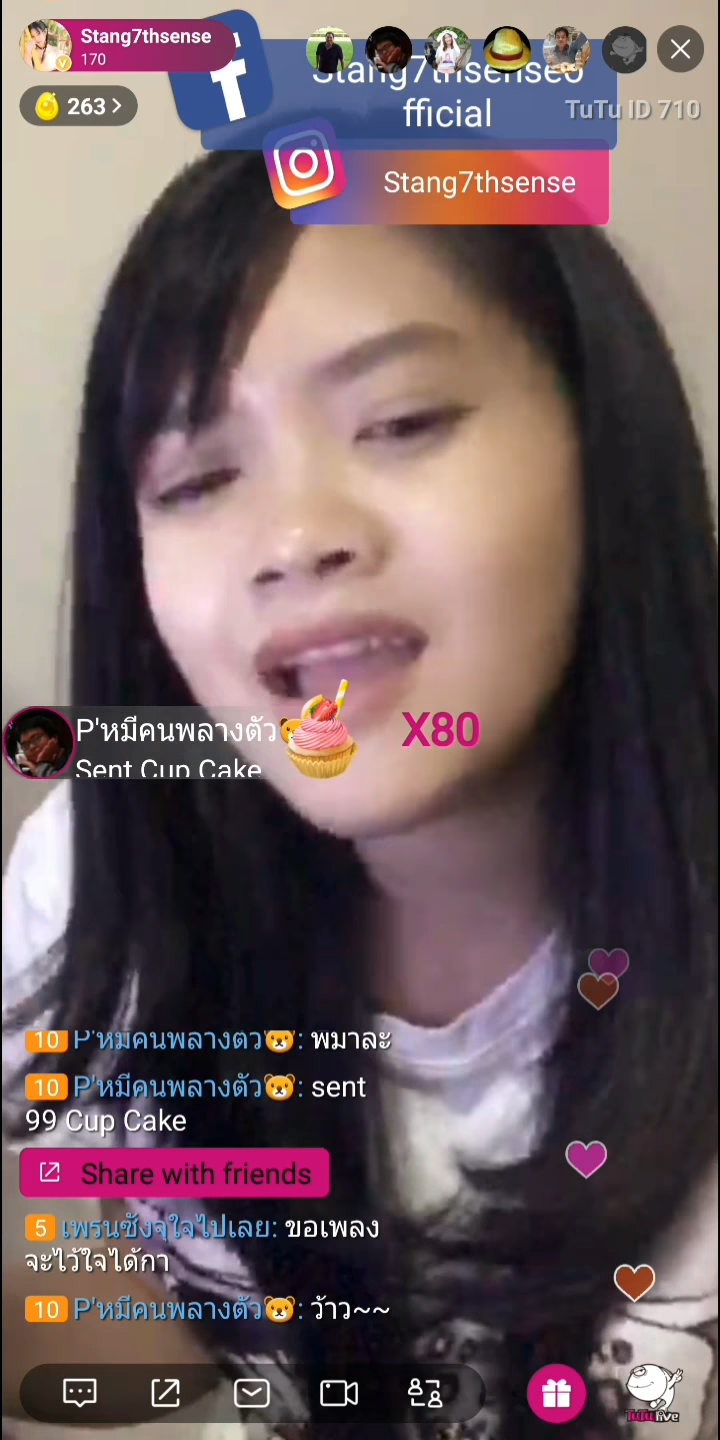 Stang7thsense
170
263
Stang7thsenseo
fficial
TuTu ID 710
Stang7thsense
P'หมีคนพลางตัว
Sent Cup Cake
X80
10 P'หมีคนพลางตัว: พมาละ
10 P'หมีคนพลางตัว: sent
99 Cup Cake
Share with friends
5 เพรนซังจุใจไปเลย: ขอเพลง
จะไว้ใจได้กา
10 P'หมีคนพลางตัว: ว้าว~~
TuTu live